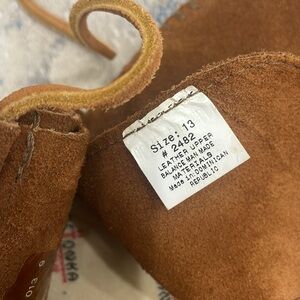 Size: 13
# 2482
LEATHER UPPER
BALANCE MAN MADE
MATERIALS
Made in DOMINICAN
REPUBLIC